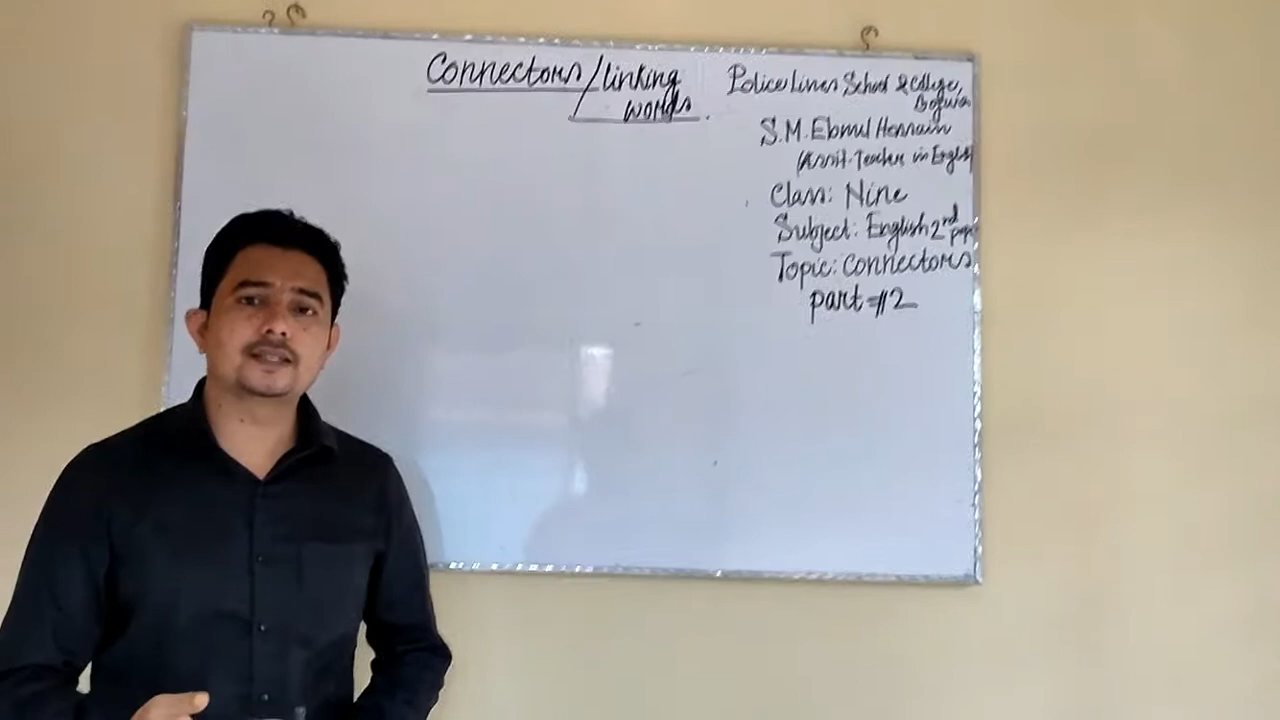 Connectors/linking
words.
Police Lines School & College,
Bogura
S.M. Ebnul Hossain
(Assit. Teacher in English
Class: Nine
Subject: English 2nd paper
Topic: Connectors
part #2